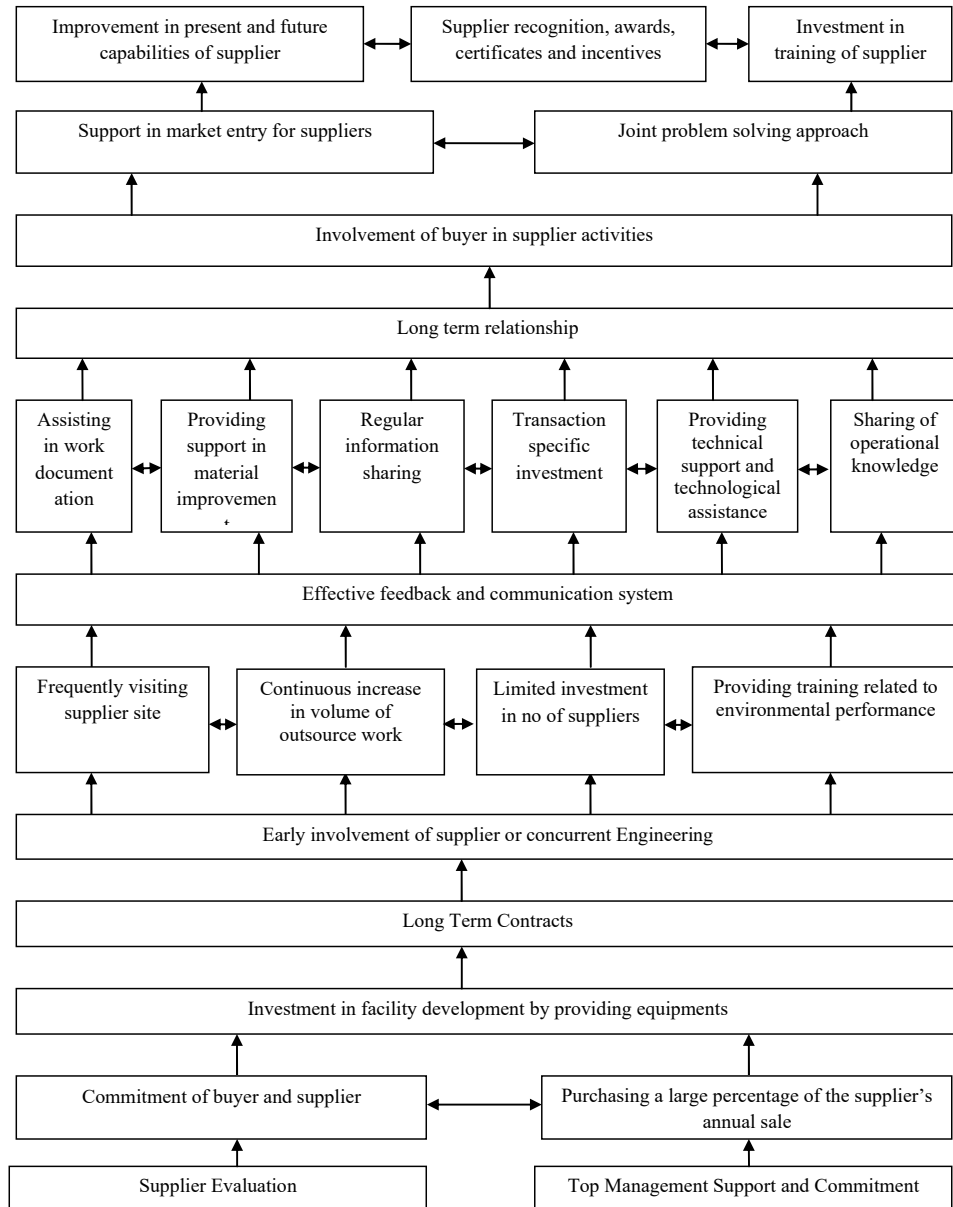 Improvement in present and future
capabilities of supplier
Supplier recognition, awards,
certificates and incentives
Investment in
training of supplier
Support in market entry for suppliers
Joint problem solving approach
Involvement of buyer in supplier activities
Long term relationship
Assisting
in work
document
ation
Providing
support in
material
improvemen
Regular
information
sharing
Transaction
specific
investment
Providing
technical
support and
technological
assistance
Sharing of
operational
knowledge
Effective feedback and communication system
Frequently visiting
supplier site
Continuous increase
in volume of
outsource work
Limited investment
in no of suppliers
Providing training related to
environmental performance
Early involvement of supplier or concurrent Engineering
Long Term Contracts
Investment in facility development by providing equipments
Commitment of buyer and supplier
Purchasing a large percentage of the supplier’s
annual sale
Supplier Evaluation
Top Management Support and Commitment